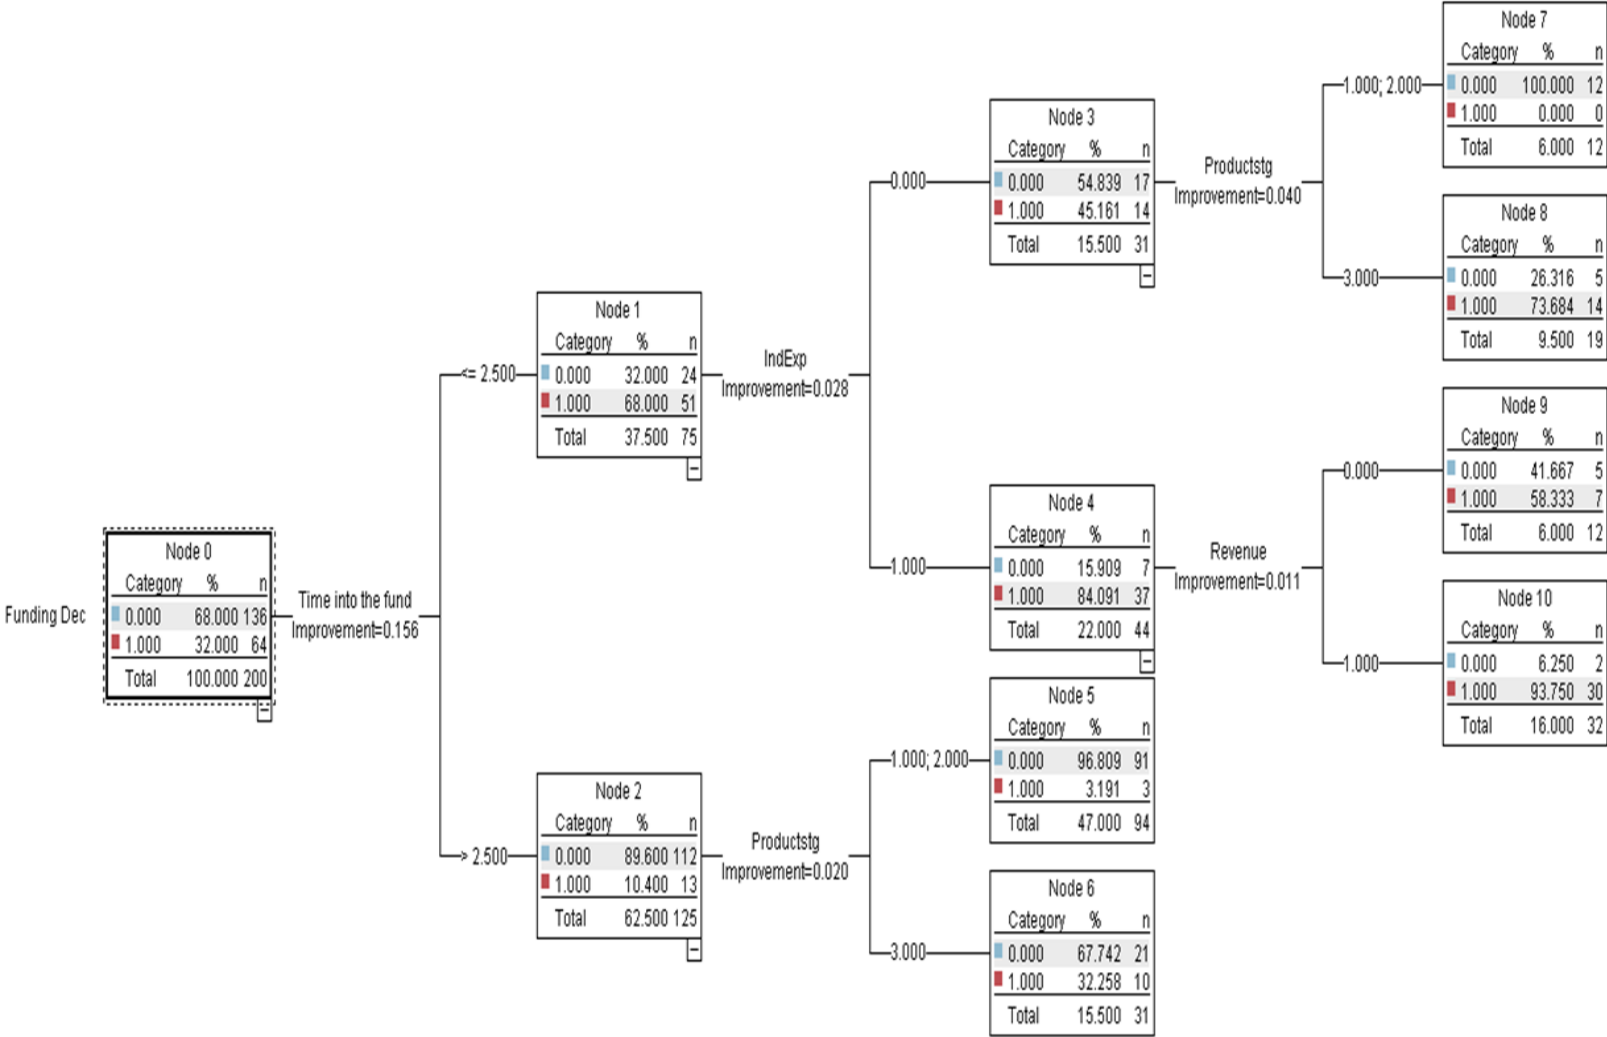 Funding Dec
Node 0
Category % n
0.000 68.000 136
1.000 32.000 64
Total 100.000 200
Time into the fund
Improvement=0.156
<= 2.500
Node 1
Category % n
0.000 32.000 24
1.000 68.000 51
Total 37.500 75
IndExp
Improvement=0.028
0.000
Node 3
Category % n
0.000 54.839 17
1.000 45.161 14
Total 15.500 31
Productstg
Improvement=0.040
1.000; 2.000
Node 7
Category % n
0.000 100.000 12
1.000 0.000 0
Total 6.000 12
3.000
Node 8
Category % n
0.000 26.316 5
1.000 73.684 14
Total 9.500 19
1.000
Node 4
Category % n
0.000 15.909 7
1.000 84.091 37
Total 22.000 44
Revenue
Improvement=0.011
0.000
Node 9
Category % n
0.000 41.667 5
1.000 58.333 7
Total 6.000 12
1.000
Node 10
Category % n
0.000 6.250 2
1.000 93.750 30
Total 16.000 32
> 2.500
Node 2
Category % n
0.000 89.600 112
1.000 10.400 13
Total 62.500 125
Productstg
Improvement=0.020
1.000; 2.000
Node 5
Category % n
0.000 96.809 91
1.000 3.191 3
Total 47.000 94
3.000
Node 6
Category % n
0.000 67.742 21
1.000 32.258 10
Total 15.500 31